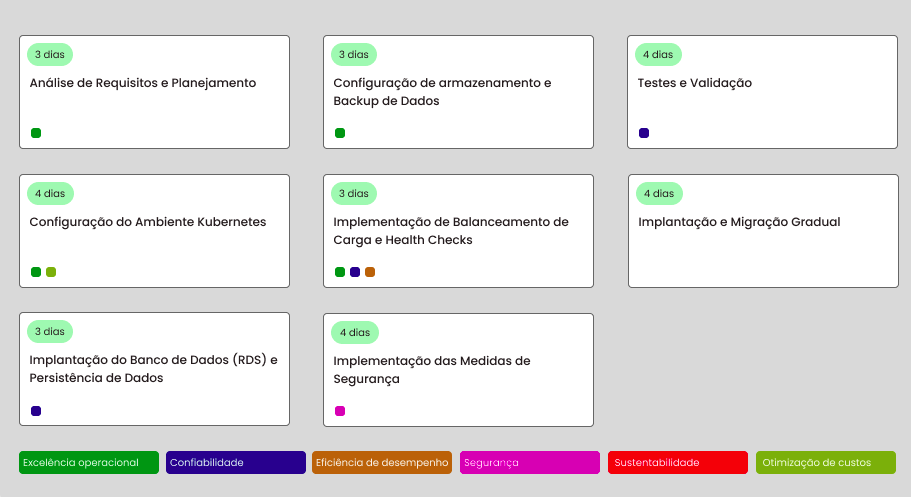 3 dias
Análise de Requisitos e Planejamento
3 dias
Configuração de armazenamento e
Backup de Dados
4 dias
Testes e Validação
4 dias
Configuração do Ambiente Kubernetes
3 dias
Implementação de Balanceamento de
Carga e Health Checks
4 dias
Implantação e Migração Gradual
3 dias
Implantação do Banco de Dados (RDS) e
Persistência de Dados
4 dias
Implementação das Medidas de
Segurança
Excelência operacional
Confiabilidade
Eficiência de desempenho
Segurança
Sustentabilidade
Otimização de custos